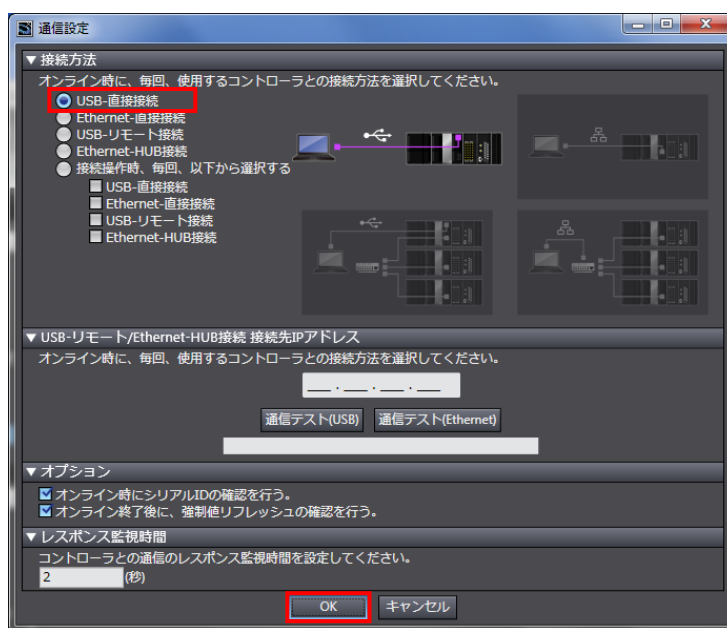 通信設定
▼接続方法
オンライン時に、毎回、使用するコントローラとの接続方法を選択してください。
USB-直接接続
Ethernet-直接接続
USB-リモート接続
Ethernet-HUB接続
接続操作時、毎回、以下から選択する
USB-直接接続
Ethernet-直接接続
USB-リモート接続
Ethernet-HUB接続
▼USB-リモート/Ethernet-HUB接続 接続先IPアドレス
オンライン時に、毎回、使用するコントローラとの接続方法を選択してください。
___.___.___.___
通信テスト(USB) 通信テスト(Ethernet)
▼オプション
オンライン時にシリアルIDの確認を行う。
オンライン終了後に、強制値リフレッシュの確認を行う。
▼レスポンス監視時間
コントローラとの通信のレスポンス監視時間を設定してください。
2 (秒)
OK キャンセル